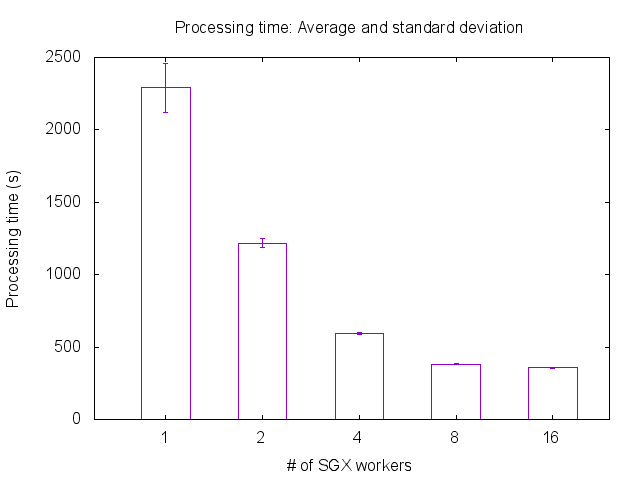 Processing time: Average and standard deviation
2500
2000
1500
1000
500
0
Processing time (s)
1 2 4 8 16
# of SGX workers